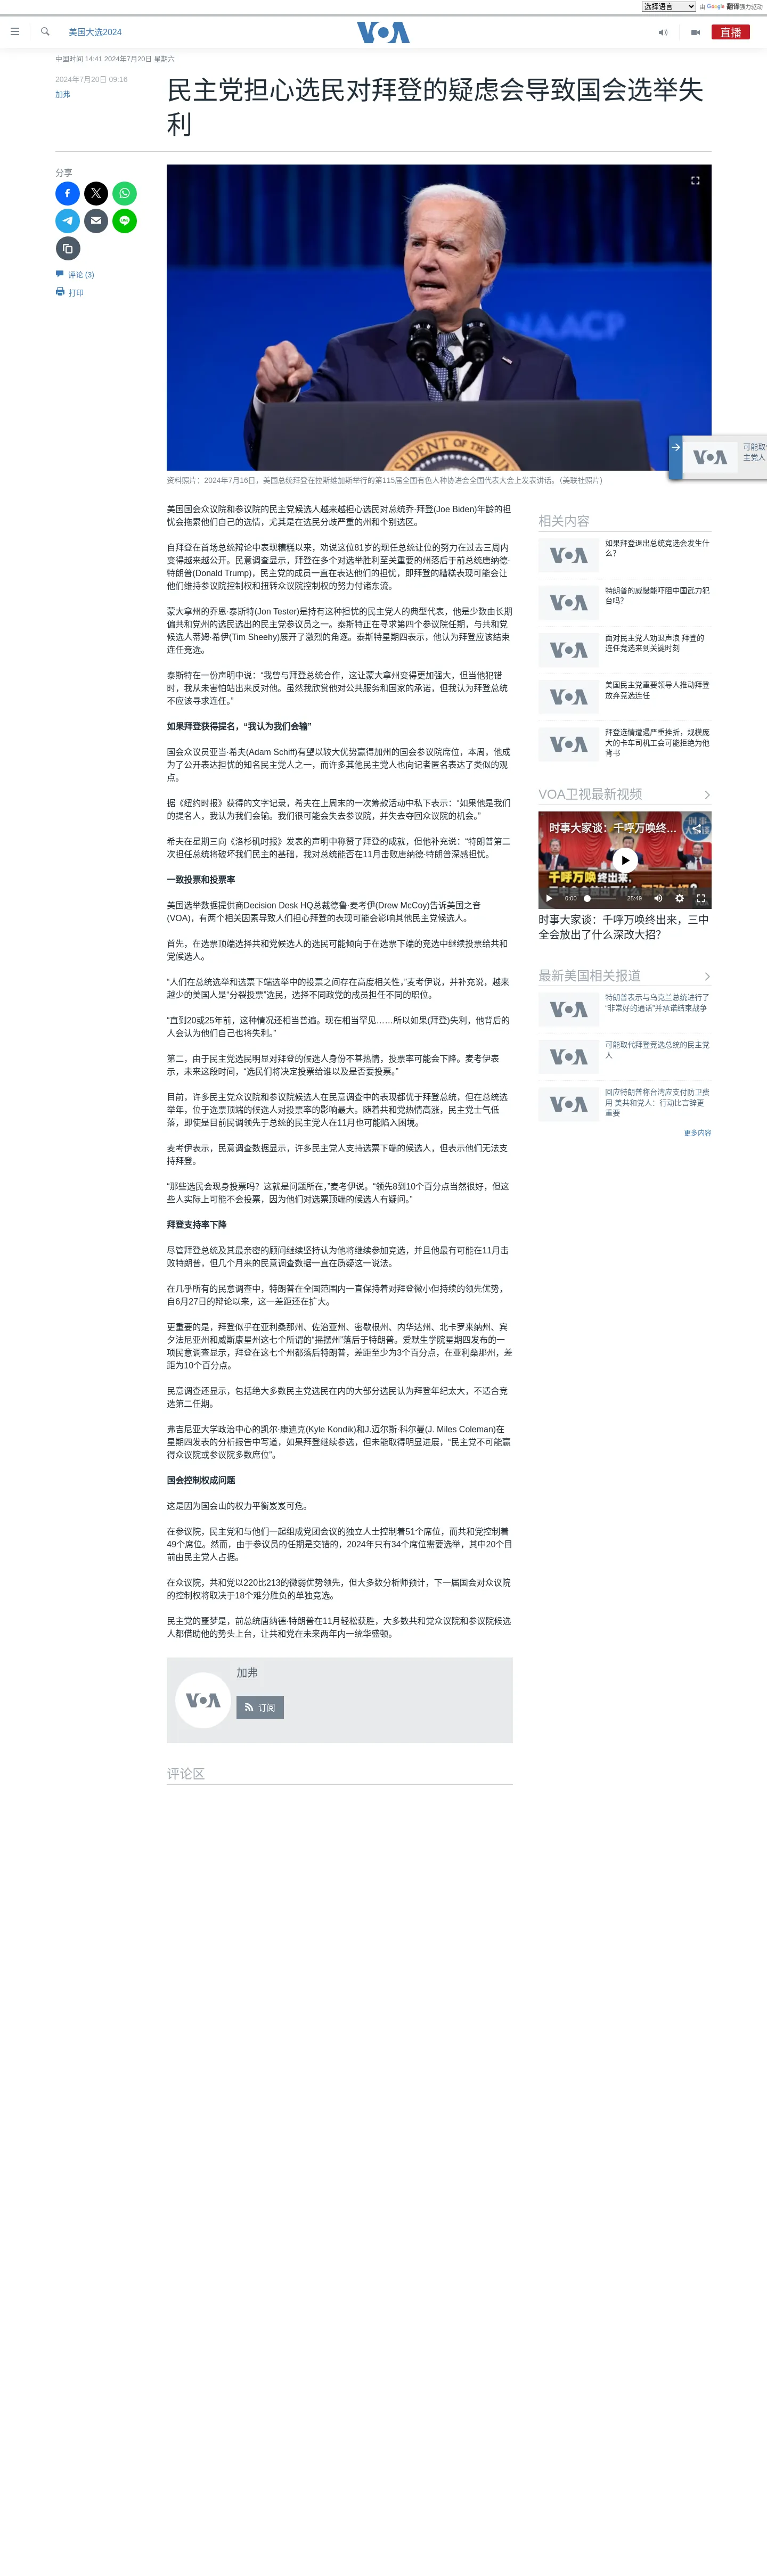 选择语言 由 Google 翻译强力驱动
美国大选2024
VOA
直播
中国时间 14:41 2024年7月20日 星期六
2024年7月20日 09:16
加弗
民主党担心选民对拜登的疑虑会导致国会选举失
利
分享
评论 (3)
打印
NAACP
PRESIDENT OF THE
资料照片：2024年7月16日，美国总统拜登在拉斯维加斯举行的第115届全国有色人种协进会全国代表大会上发表讲话。（美联社照片)
VOA
可能取
主党人
美国国会众议院和参议院的民主党候选人越来越担心选民对总统乔·拜登(Joe Biden)年龄的担
忧会拖累他们自己的选情，尤其是在选民分歧严重的州和个别选区。
自拜登在首场总统辩论中表现糟糕以来，劝说这位81岁的现任总统让位的努力在过去三周内
变得越来越公开。民意调查显示，拜登在多个对选举胜利至关重要的州落后于前总统唐纳德·
特朗普(Donald Trump)，民主党的成员一直在表达他们的担忧，即拜登的糟糕表现可能会让
他们维持参议院控制权和扭转众议院控制权的努力付诸东流。
蒙大拿州的乔恩·泰斯特(Jon Tester)是持有这种担忧的民主党人的典型代表，他是少数由长期
偏共和党州的选民选出的民主党参议员之一。泰斯特正在寻求第四个参议院任期，与共和党
候选人蒂姆·希伊(Tim Sheehy)展开了激烈的角逐。泰斯特星期四表示，他认为拜登应该结束
连任竞选。
泰斯特在一份声明中说：“我曾与拜登总统合作，这让蒙大拿州变得更加强大，但当他犯错
时，我从未害怕站出来反对他。虽然我欣赏他对公共服务和国家的承诺，但我认为拜登总统
不应该寻求连任。”
如果拜登获得提名，“我认为我们会输”
国会众议员亚当·希夫(Adam Schiff)有望以较大优势赢得加州的国会参议院席位，本周，他成
为了公开表达担忧的知名民主党人之一，而许多其他民主党人也向记者匿名表达了类似的观
点。
据《纽约时报》获得的文字记录，希夫在上周末的一次筹款活动中私下表示：“如果他是我们
的提名人，我认为我们会输。我们很可能会失去参议院，并失去夺回众议院的机会。”
希夫在星期三向《洛杉矶时报》发表的声明中称赞了拜登的成就，但他补充说：“特朗普第二
次担任总统将破坏我们民主的基础，我对总统能否在11月击败唐纳德·特朗普深感担忧。
一致投票和投票率
美国选举数据提供商Decision Desk HQ总裁德鲁·麦考伊(Drew McCoy)告诉美国之音
(VOA)，有两个相关因素导致人们担心拜登的表现可能会影响其他民主党候选人。
首先，在选票顶端选择共和党候选人的选民可能倾向于在选票下端的竞选中继续投票给共和
党候选人。
“人们在总统选举和选票下端选举中的投票之间存在高度相关性，”麦考伊说，并补充说，越来
越少的美国人是“分裂投票”选民，选择不同政党的成员担任不同的职位。
“直到20或25年前，这种情况还相当普遍。现在相当罕见……所以如果(拜登)失利，他背后的
人会认为他们自己也将失利。”
第二，由于民主党选民明显对拜登的候选人身份不甚热情，投票率可能会下降。麦考伊表
示，未来这段时间，“选民们将决定投票给谁以及是否要投票。”
目前，许多民主党众议院和参议院候选人在民意调查中的表现都优于拜登总统，但在总统选
举年，位于选票顶端的候选人对投票率的影响最大。随着共和党热情高涨，民主党士气低
落，即使是目前民调领先于总统的民主党人在11月也可能陷入困境。
麦考伊表示，民意调查数据显示，许多民主党人支持选票下端的候选人，但表示他们无法支
持拜登。
“那些选民会现身投票吗？这就是问题所在，”麦考伊说。“领先8到10个百分点当然很好，但这
些人实际上可能不会投票，因为他们对选票顶端的候选人有疑问。”
拜登支持率下降
尽管拜登总统及其最亲密的顾问继续坚持认为他将继续参加竞选，并且他最有可能在11月击
败特朗普，但几个月来的民意调查数据一直在质疑这一说法。
在几乎所有的民意调查中，特朗普在全国范围内一直保持着对拜登微小但持续的领先优势，
自6月27日的辩论以来，这一差距还在扩大。
更重要的是，拜登似乎在亚利桑那州、佐治亚州、密歇根州、内华达州、北卡罗来纳州、宾
夕法尼亚州和威斯康星州这七个所谓的“摇摆州”落后于特朗普。爱默生学院星期四发布的一
项民意调查显示，拜登在这七个州都落后特朗普，差距至少为3个百分点，在亚利桑那州，差
距为10个百分点。
民意调查还显示，包括绝大多数民主党选民在内的大部分选民认为拜登年纪太大，不适合竞
选第二任期。
弗吉尼亚大学政治中心的凯尔·康迪克(Kyle Kondik)和J.迈尔斯·科尔曼(J. Miles Coleman)在
星期四发表的分析报告中写道，如果拜登继续参选，但未能取得明显进展，“民主党不可能赢
得众议院或参议院多数席位”。
国会控制权成问题
这是因为国会山的权力平衡岌岌可危。
在参议院，民主党和与他们一起组成党团会议的独立人士控制着51个席位，而共和党控制着
49个席位。然而，由于参议员的任期是交错的，2024年只有34个席位需要选举，其中20个目
前由民主党人占据。
在众议院，共和党以220比213的微弱优势领先，但大多数分析师预计，下一届国会对众议院
的控制权将取决于18个难分胜负的单独竞选。
民主党的噩梦是，前总统唐纳德·特朗普在11月轻松获胜，大多数共和党众议院和参议院候选
人都借助他的势头上台，让共和党在未来两年内一统华盛顿。
VOA
加弗
订阅
评论区
相关内容
VOA
如果拜登退出总统竞选会发生什
么？
VOA
特朗普的威慑能吓阻中国武力犯
台吗？
VOA
面对民主党人劝退声浪 拜登的
连任竞选来到关键时刻
VOA
美国民主党重要领导人推动拜登
放弃竞选连任
VOA
拜登选情遭遇严重挫折，规模庞
大的卡车司机工会可能拒绝为他
背书
VOA卫视最新视频
时事大家谈：千呼万唤终...
千呼万唤终出来，
0:00 25:49
时事大家谈：千呼万唤终出来，三中
全会放出了什么深改大招？
最新美国相关报道
VOA
特朗普表示与乌克兰总统进行了
“非常好的通话”并承诺结束战争
VOA
可能取代拜登竞选总统的民主党
人
VOA
回应特朗普称台湾应支付防卫费
用 美共和党人：行动比言辞更
重要
更多内容